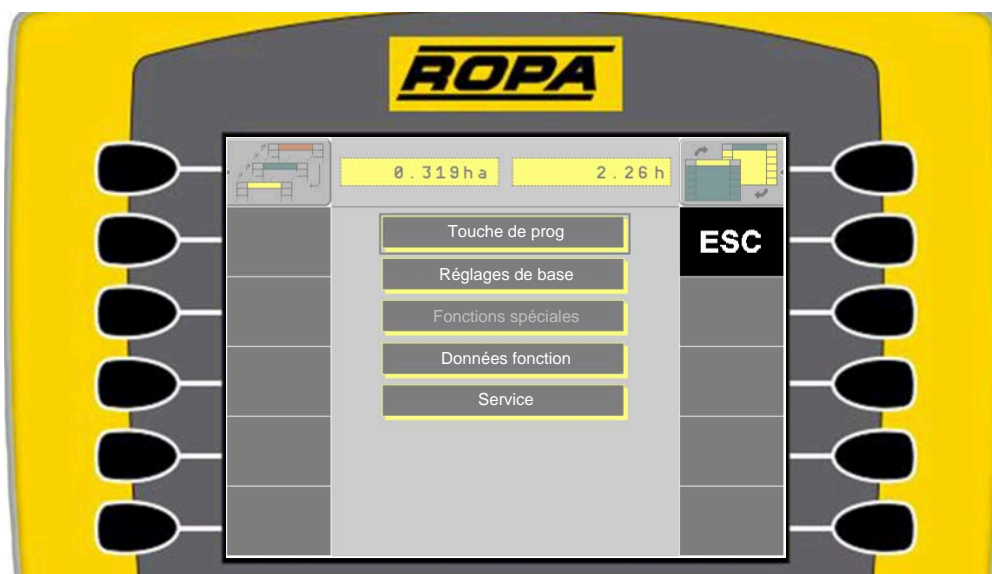 ROPA
0.319ha 2.26h
Touche de prog
ESC
Réglages de base
Fonctions spéciales
Données fonction
Service